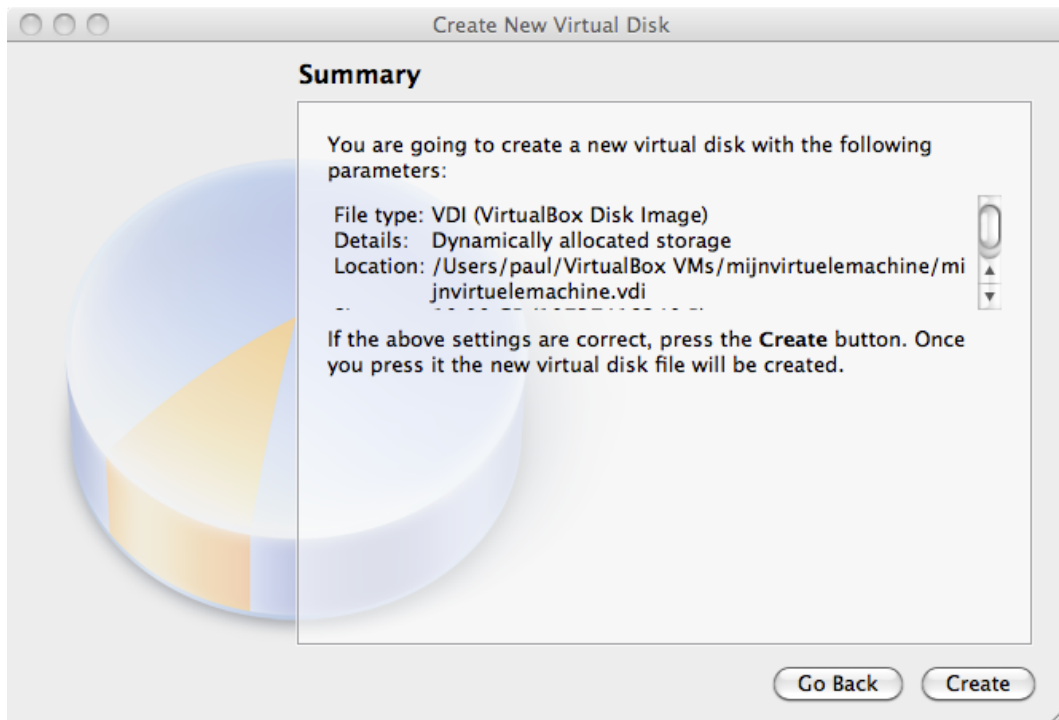 Create New Virtual Disk
Summary
You are going to create a new virtual disk with the following
parameters:
File type: VDI (VirtualBox Disk Image)
Details: Dynamically allocated storage
Location: /Users/paul/VirtualBox VMs/mijnvirtuelemachine/mi
jnvirtuelemachine.vdi
If the above settings are correct, press the Create button. Once
you press it the new virtual disk file will be created.
Go Back
Create